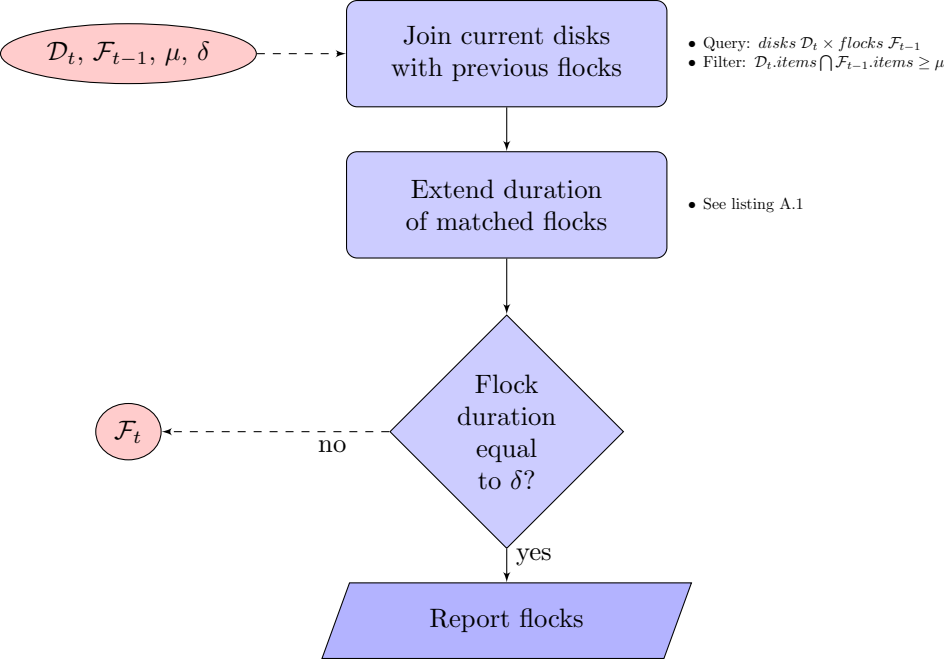 𝒟ₜ, ℱₜ₋₁, μ, δ
Join current disks
with previous flocks
• Query: disks 𝒟ₜ × flocks ℱₜ₋₁
• Filter: 𝒟ₜ.items ⋂ ℱₜ₋₁.items ≥ μ
Extend duration
of matched flocks
• See listing A.1
Flock
duration
equal
to δ?
ℱₜ
no
yes
Report flocks